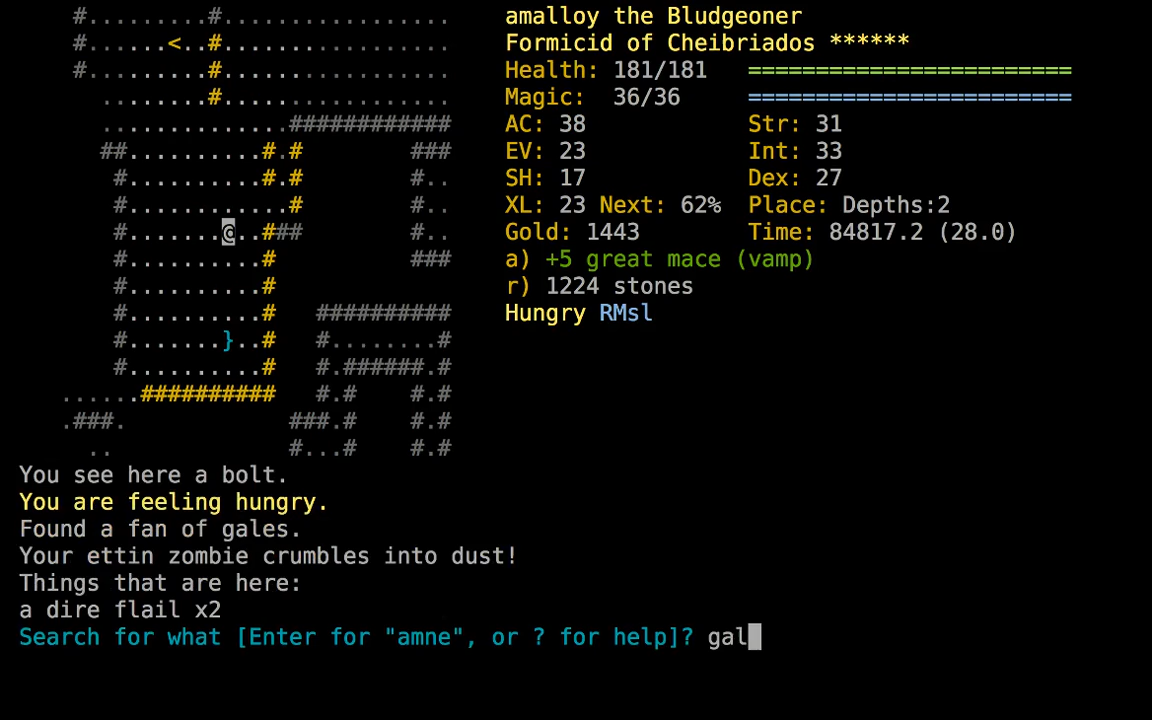 #.........#.................
#......<..#.................
#.........#.................
.........#.................
..............############
##..........#.#        ###
#..........#.#        #..
#............#        #..
#.......@..###        #..
#..........#          ###
#..........#
#..........#  ##########
#.......}..#  #........#
#..........#  #.######.#
......##########  #.#    #.#
.###.            ###.#    #.#
..             #...#    #.#
amalloy the Bludgeoner
Formicid of Cheibriados ******
Health: 181/181 ========================
Magic: 36/36 ========================
AC: 38 Str: 31
EV: 23 Int: 33
SH: 17 Dex: 27
XL: 23 Next: 62% Place: Depths:2
Gold: 1443 Time: 84817.2 (28.0)
a) +5 great mace (vamp)
r) 1224 stones
Hungry RMsl
You see here a bolt.
You are feeling hungry.
Found a fan of gales.
Your ettin zombie crumbles into dust!
Things that are here:
a dire flail x2
Search for what [Enter for "amne", or ? for help]? gal